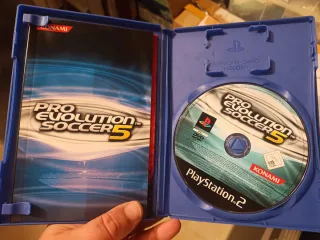 KONAMI
PRO
EVOLUTION
SOCCER 5
PRO
EVOLUTION
SOCCER 5
KONAMI
PlayStation.2